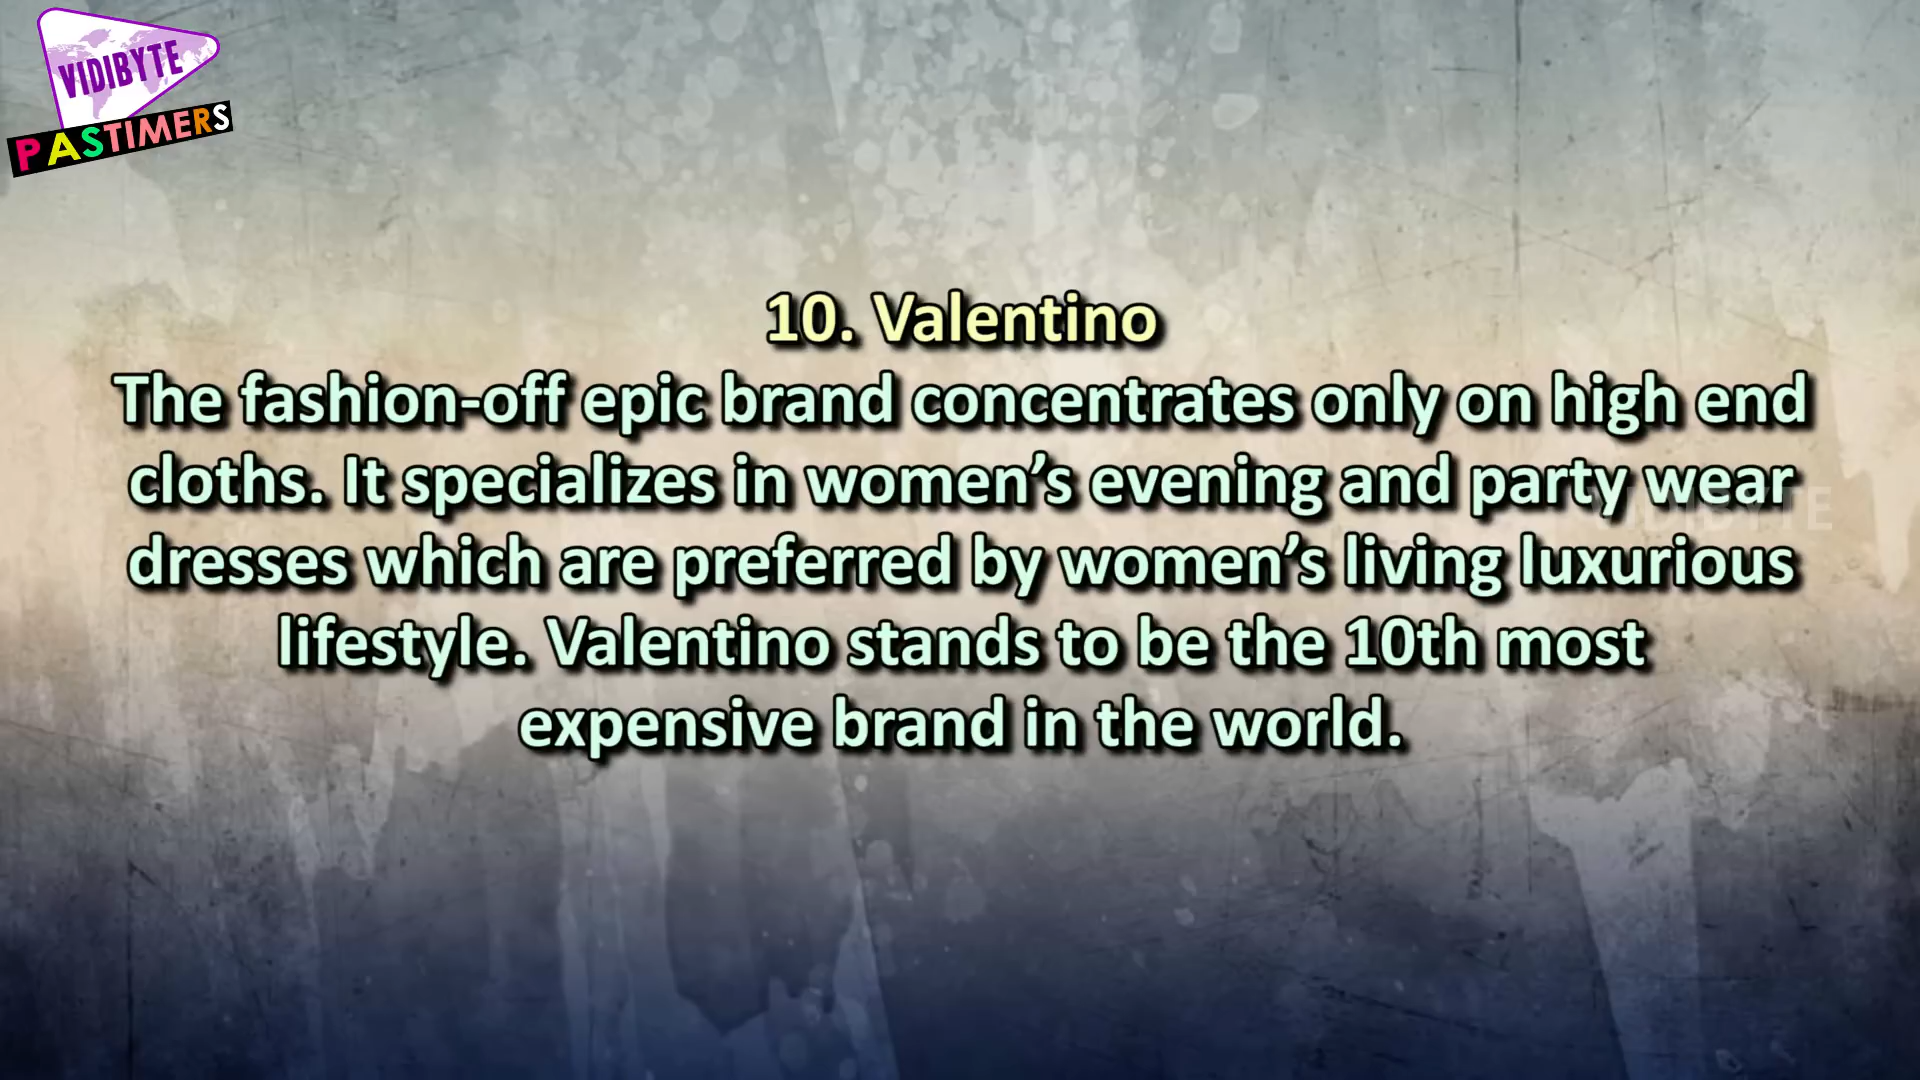 VIDIBYTE
PASTIMERS
10. Valentino
The fashion-off epic brand concentrates only on high end
cloths. It specializes in women’s evening and party wear
VIDIBYTE
dresses which are preferred by women’s living luxurious
lifestyle. Valentino stands to be the 10th most
expensive brand in the world.